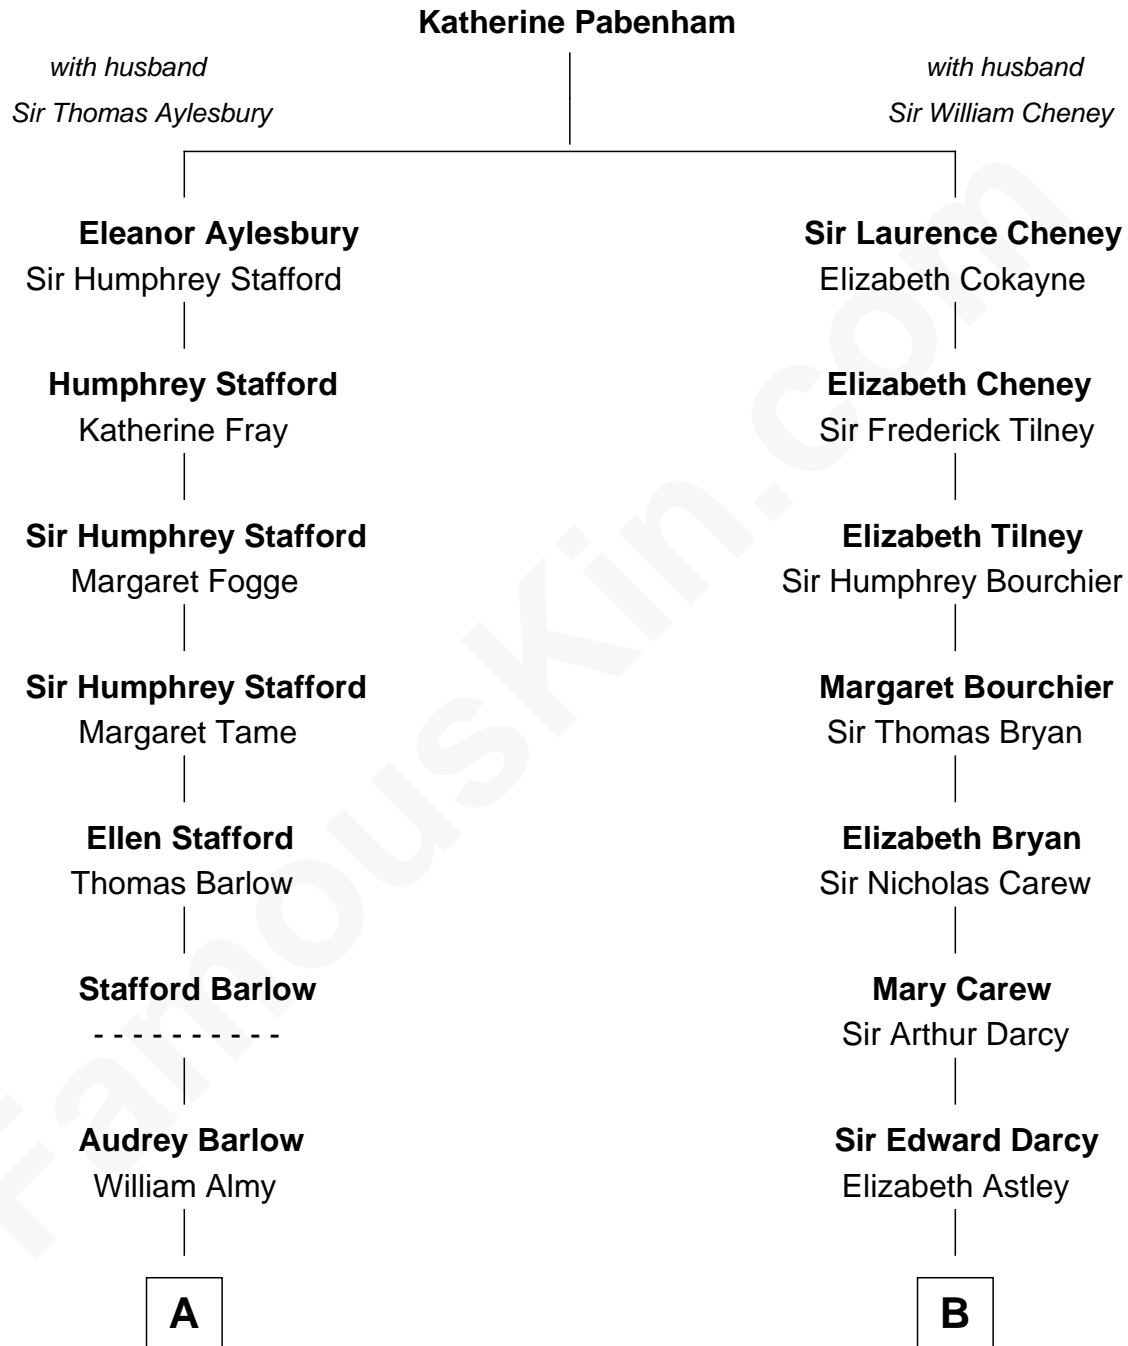 Katherine Pabenham
with husband
Sir Thomas Aylesbury
with husband
Sir William Cheney
Eleanor Aylesbury
Sir Humphrey Stafford
Sir Laurence Cheney
Elizabeth Cokayne
Humphrey Stafford
Katherine Fray
Elizabeth Cheney
Sir Frederick Tilney
Sir Humphrey Stafford
Margaret Fogge
Elizabeth Tilney
Sir Humphrey Bourchier
Sir Humphrey Stafford
Margaret Tame
Margaret Bourchier
Sir Thomas Bryan
Ellen Stafford
Thomas Barlow
Elizabeth Bryan
Sir Nicholas Carew
Stafford Barlow
- - - - - - - - - -
Mary Carew
Sir Arthur Darcy
Audrey Barlow
William Almy
Sir Edward Darcy
Elizabeth Astley
A
B
FamousKin.com